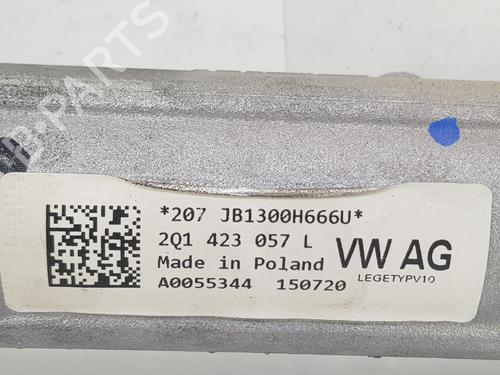 B-PARTS
*207 JB1300H666U*
2Q1 423 057 L
VW AG
Made in Poland
LEGETYPV10
A0055344 150720